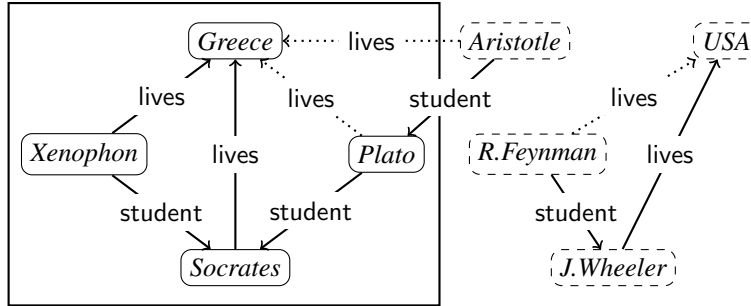 Greece
lives
Aristotle
USA
lives
lives
student
lives
Xenophon
lives
Plato
R.Feynman
lives
student
student
student
Socrates
J.Wheeler